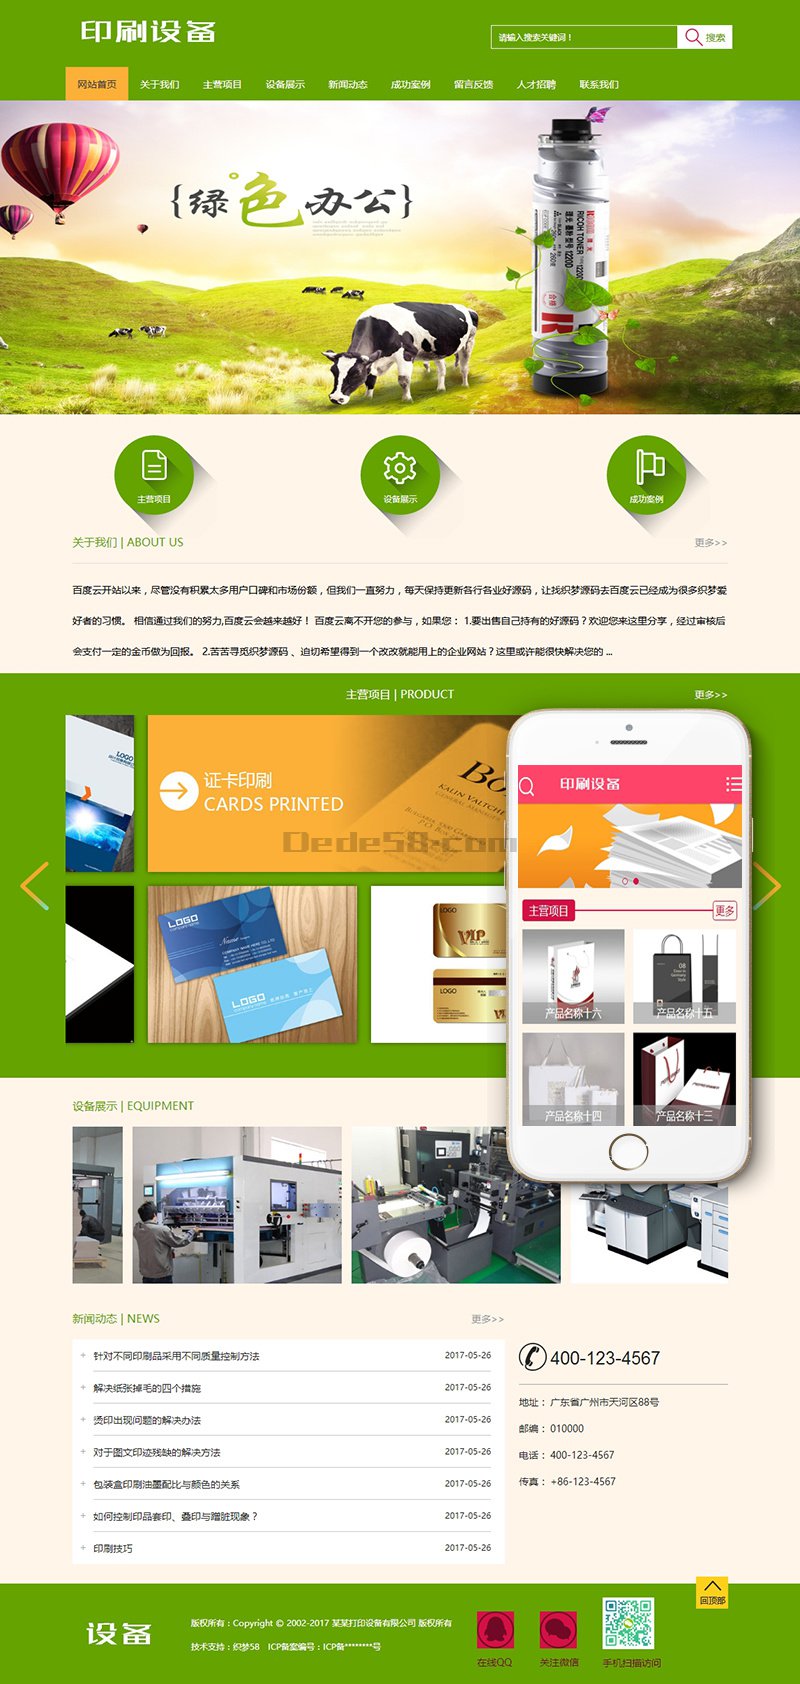 印刷设备
请输入搜索关键词！
搜索
网站首页 关于我们 主营项目 设备展示 新闻动态 成功案例 留言反馈 人才招聘 联系我们
{绿色办公}
RICOH TONER
理光 墨粉 型号 1220D
合格
主营项目
设备展示
成功案例
关于我们 | ABOUT US
更多>>
百度云开站以来，尽管没有积累太多用户口碑和市场份额，但我们一直努力，每天保持更新各行各业好源码，让找织梦源码去百度云已经成为很多织梦爱
好者的习惯。 相信通过我们的努力,百度云会越来越好！ 百度云离不开您的参与，如果您： 1.要出售自己持有的好源码？欢迎您来这里分享，经过审核后
会支付一定的金币做为回报。 2.苦苦寻觅织梦源码 、迫切希望得到一个改改就能用上的企业网站？这里或许能很快解决您的 ...
主营项目 | PRODUCT
更多>>
LOGO
证卡印刷
CARDS PRINTED
KALIN VALTCHE
GENERAL MANAGER
Dede58.com
LOGO
Name
LOGO
LOGO
VIP
LOGO
印刷设备
主营项目
更多
产品名称十六
08
Door in
Germany
Style
产品名称十五
产品名称十四
产品名称十三
设备展示 | EQUIPMENT
新闻动态 | NEWS
更多>>
+ 针对不同印刷品采用不同质量控制方法 2017-05-26
+ 解决纸张掉毛的四个措施 2017-05-26
+ 烫印出现问题的解决办法 2017-05-26
+ 对于图文印迹残缺的解决方法 2017-05-26
+ 包装盒印刷油墨配比与颜色的关系 2017-05-26
+ 如何控制印品套印、叠印与蹭脏现象？ 2017-05-26
+ 印刷技巧 2017-05-26
400-123-4567
地址： 广东省广州市天河区88号
邮编： 010000
电话： 400-123-4567
传真： +86-123-4567
回顶部
设备
版权所有：Copyright © 2002-2017 某某打印设备有限公司 版权所有
技术支持：织梦58 ICP备案编号：ICP备********号
在线QQ
关注微信
手机扫描访问